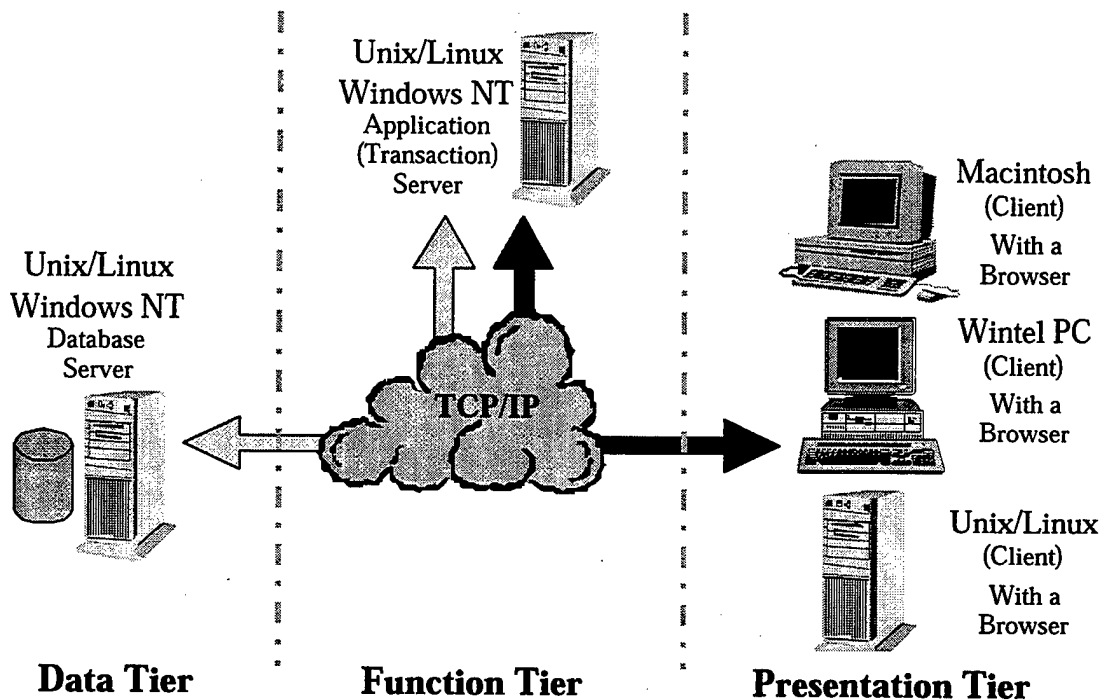 Unix/Linux
Windows NT
Application
(Transaction)
Server
Unix/Linux
Windows NT
Database
Server
TCP/IP
Macintosh
(Client)
With a
Browser
Wintel PC
(Client)
With a
Browser
Unix/Linux
(Client)
With a
Browser
Data Tier
Function Tier
Presentation Tier